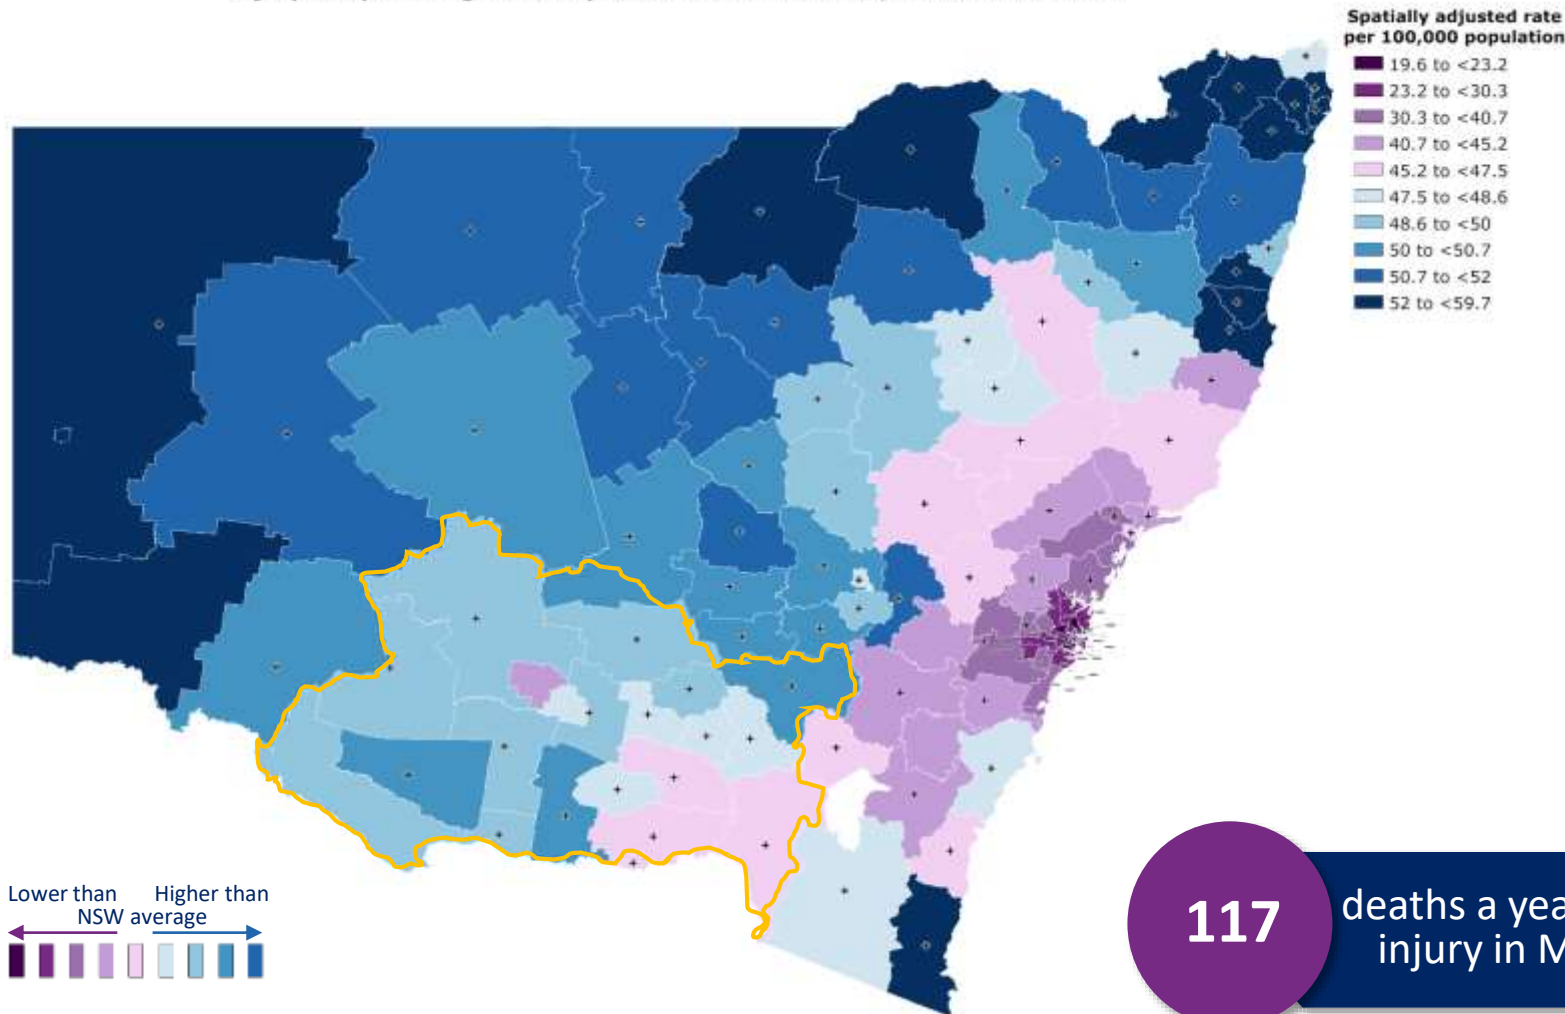 Spatially adjusted rate
per 100,000 population
19.6 to <23.2
23.2 to <30.3
30.3 to <40.7
40.7 to <45.2
45.2 to <47.5
47.5 to <48.6
48.6 to <50
50 to <50.7
50.7 to <52
52 to <59.7
Lower than Higher than
NSW average
117
deaths a yea
injury in M